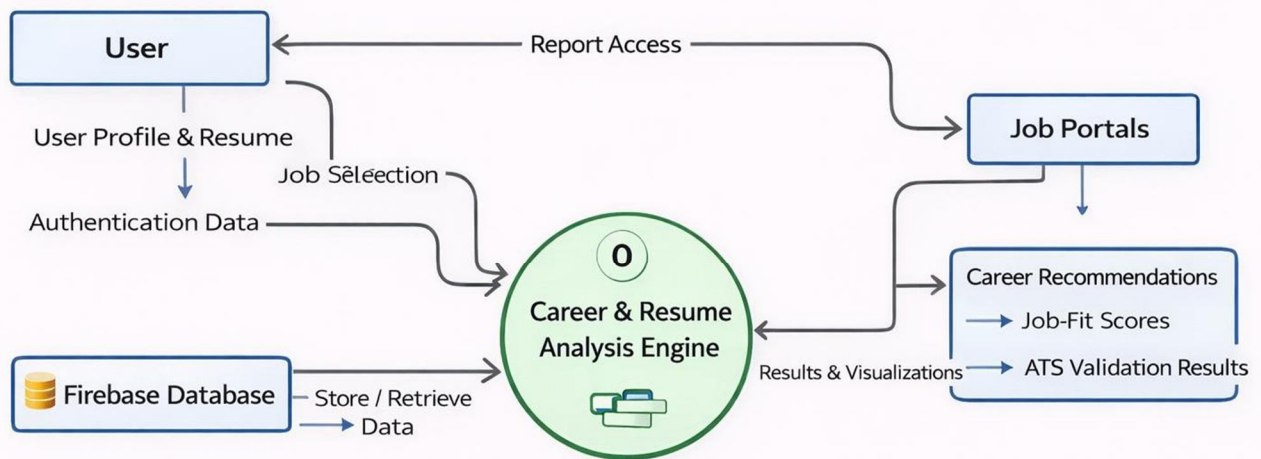 User
Report Access
Job Portals
User Profile & Resume
Job Selection
Authentication Data
0
Career & Resume
Analysis Engine
Career Recommendations
Job-Fit Scores
ATS Validation Results
Results & Visualizations
Firebase Database
Store / Retrieve
Data